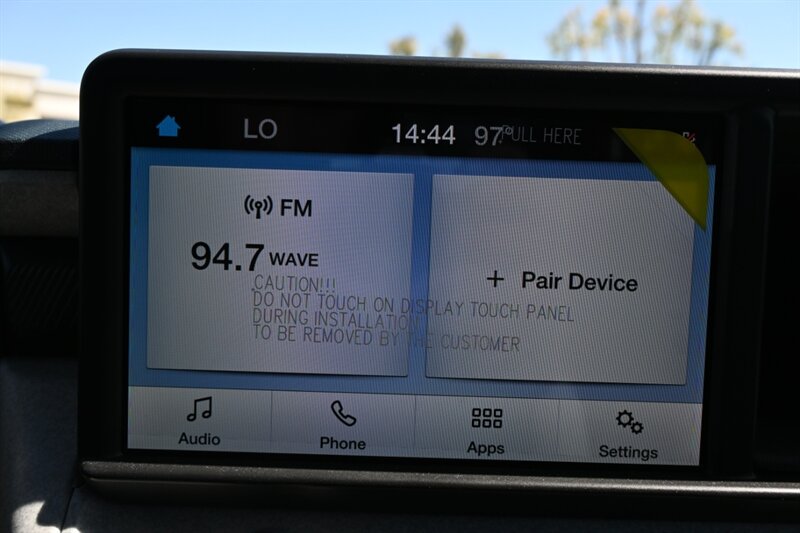 LO 14:44 97° PULL HERE
FM
94.7 WAVE
+ Pair Device
CAUTION!!!
DO NOT TOUCH ON DISPLAY TOUCH PANEL
DURING INSTALLATION
TO BE REMOVED BY THE CUSTOMER
Audio
Phone
Apps
Settings